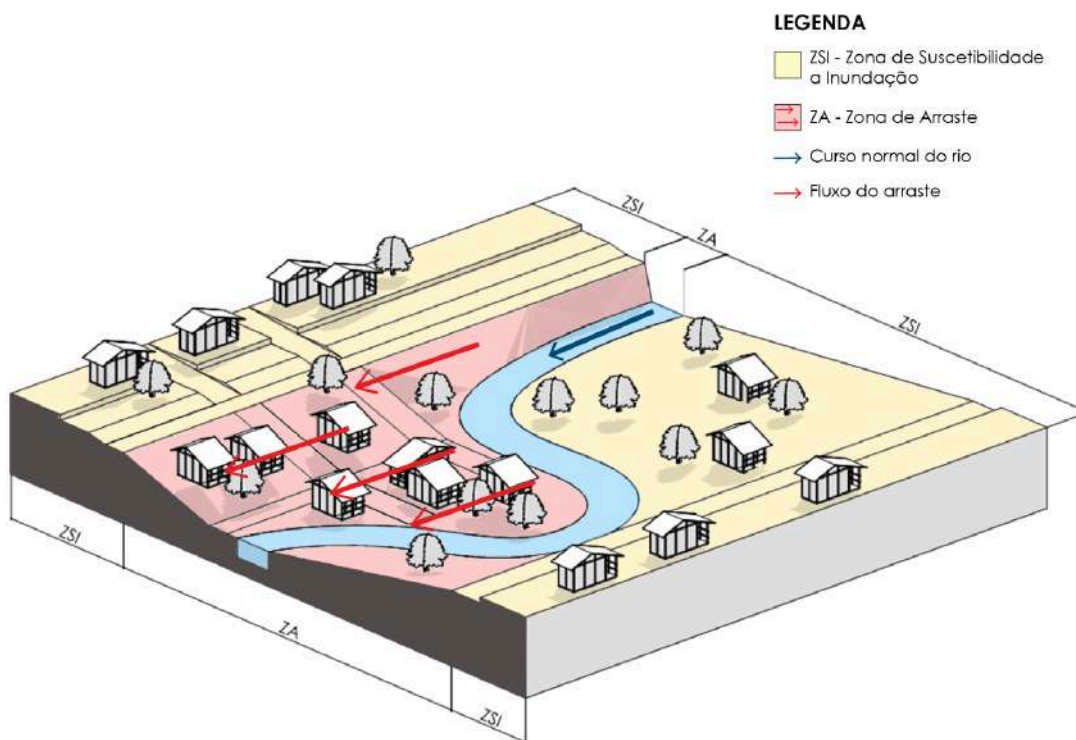 LEGENDA
ZSI - Zona de Suscetibilidade
a Inundação
ZA - Zona de Arraste
Curso normal do rio
Fluxo do arraste
ZSI
ZA
ZSI
ZSI
ZA
ZSI